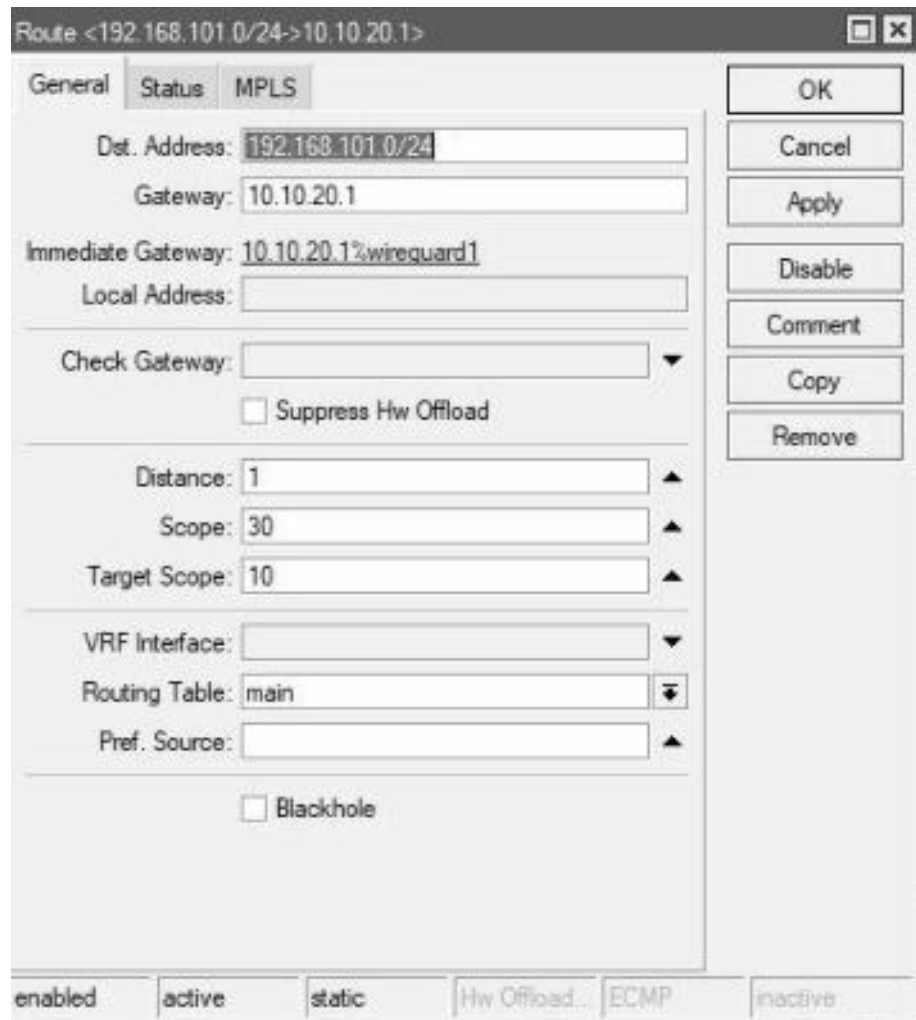 Route <192.168.101.0/24->10.10.20.1>
General Status MPLS
Dst. Address: 192.168.101.0/24
Gateway: 10.10.20.1
Immediate Gateway: 10.10.20.1%wireguard1
Local Address:
Check Gateway:
Suppress Hw Offload
Distance: 1
Scope: 30
Target Scope: 10
VRF Interface:
Routing Table: main
Pref. Source:
Blackhole
OK
Cancel
Apply
Disable
Comment
Copy
Remove
enabled active static Hw Offload... ECMP inactive